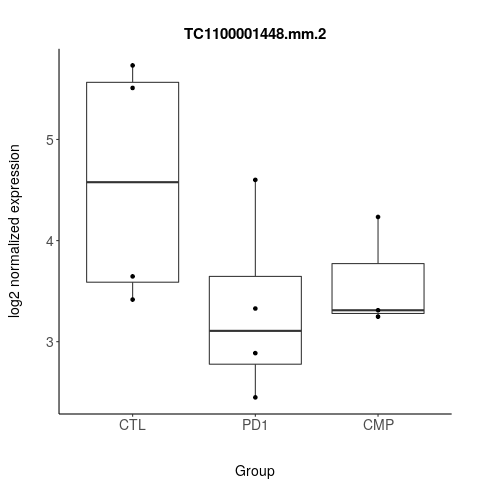 TC1100001448.mm.2
log2 normalized expression
5
4
3
CTL
PD1
CMP
Group